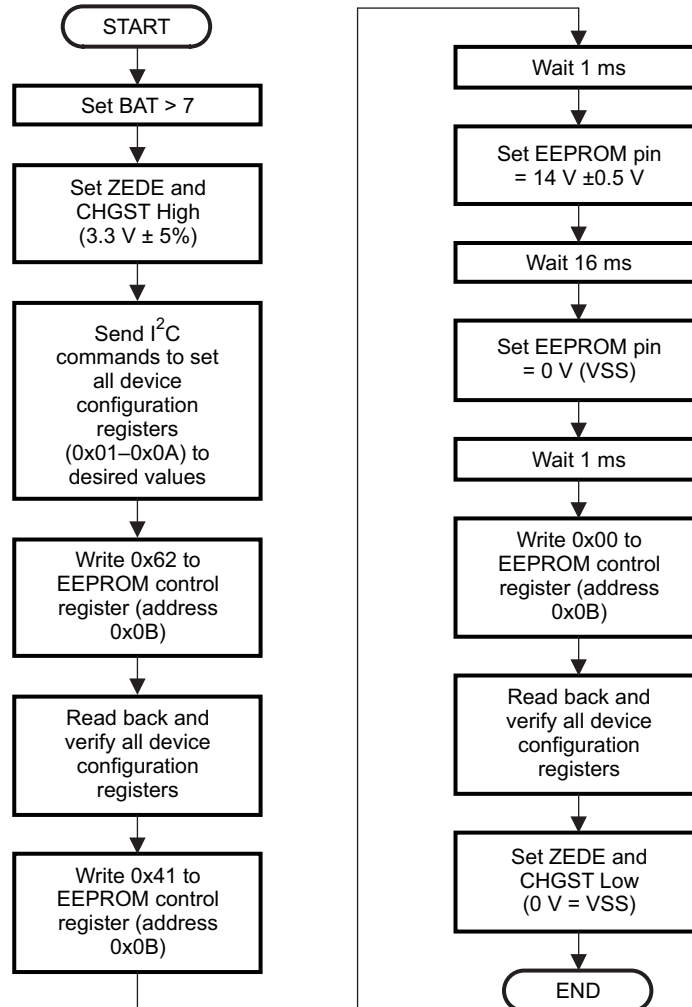 START
Set BAT > 7
Set ZEDE and
CHGST High
(3.3 V ± 5%)
Send I²C
commands to set
all device
configuration
registers
(0x01–0x0A) to
desired values
Write 0x62 to
EEPROM control
register (address
0x0B)
Read back and
verify all device
configuration
registers
Write 0x41 to
EEPROM control
register (address
0x0B)
Wait 1 ms
Set EEPROM pin
= 14 V ±0.5 V
Wait 16 ms
Set EEPROM pin
= 0 V (VSS)
Wait 1 ms
Write 0x00 to
EEPROM control
register (address
0x0B)
Read back and
verify all device
configuration
registers
Set ZEDE and
CHGST Low
(0 V = VSS)
END